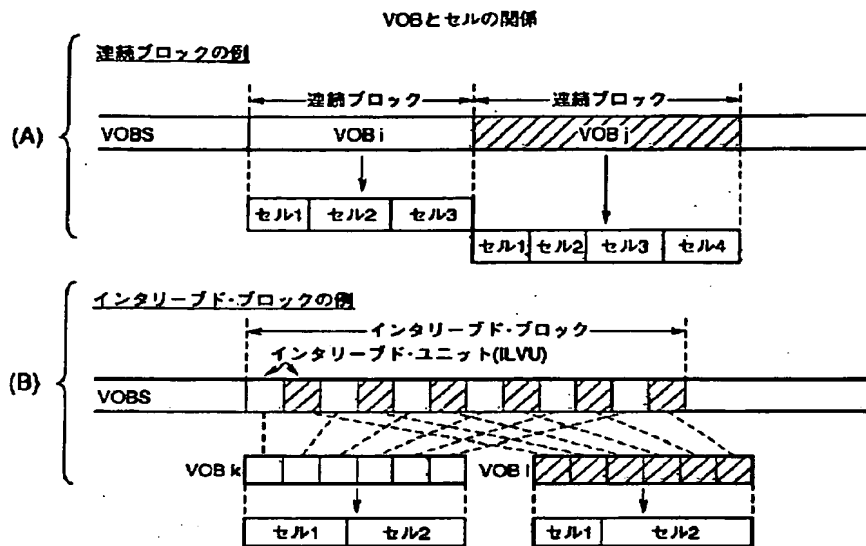 VOBとセルの関係
連続ブロックの例
連続ブロック 連続ブロック
(A)
VOBS VOB i VOB j
セル1 セル2 セル3
セル1 セル2 セル3 セル4
インタリーブド・ブロックの例
インタリーブド・ブロック
インタリーブド・ユニット(ILVU)
(B)
VOBS
VOB k VOB l
セル1 セル2 セル1 セル2